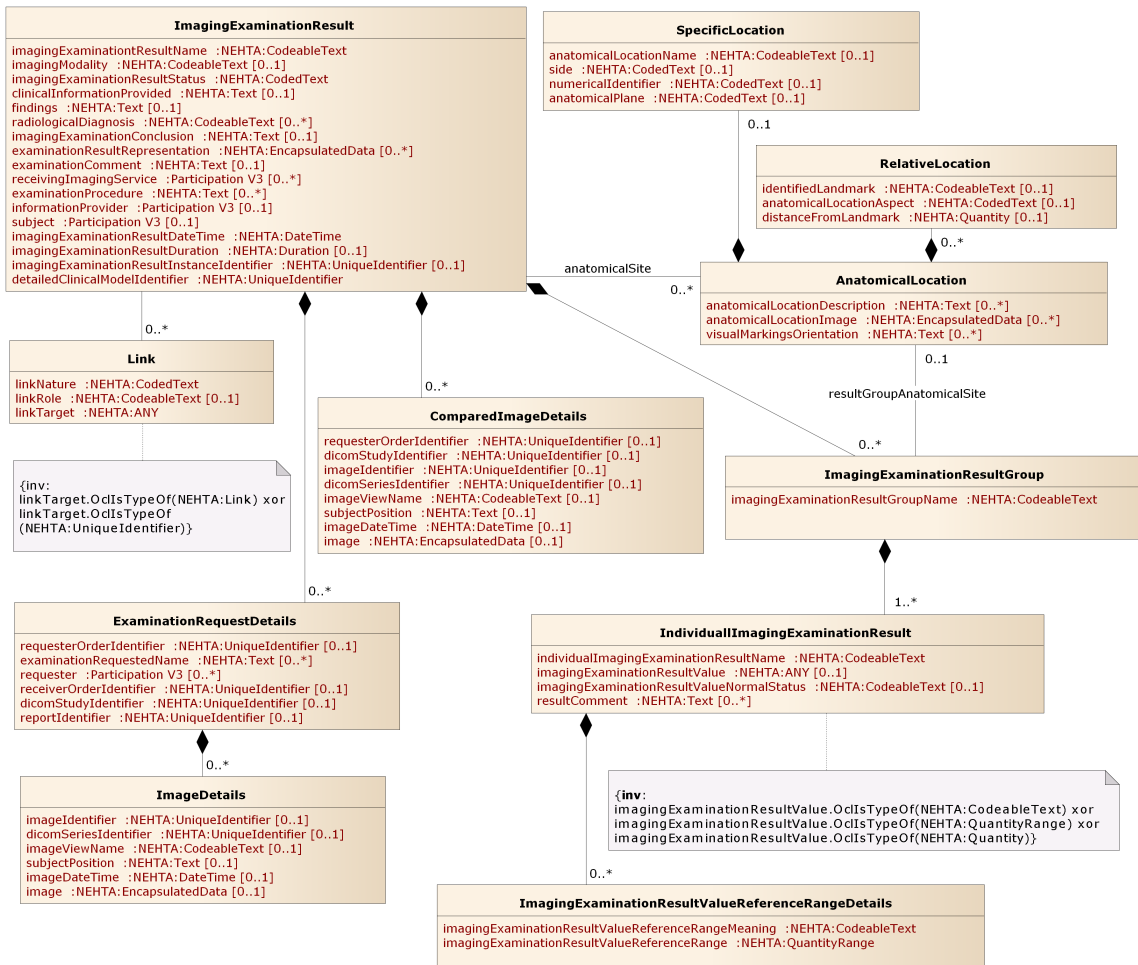 ImagingExaminationResult
imagingExaminationtResultName :NEHTA:CodeableText
imagingModality :NEHTA:CodeableText [0..1]
imagingExaminationResultStatus :NEHTA:CodedText
clinicalInformationProvided :NEHTA:Text [0..1]
findings :NEHTA:Text [0..1]
radiologicalDiagnosis :NEHTA:CodeableText [0..*]
imagingExaminationConclusion :NEHTA:Text [0..1]
examinationResultRepresentation :NEHTA:EncapsulatedData [0..*]
examinationComment :NEHTA:Text [0..1]
receivingImagingService :Participation V3 [0..*]
examinationProcedure :NEHTA:Text [0..*]
informationProvider :Participation V3 [0..1]
subject :Participation V3 [0..1]
imagingExaminationResultDateTime :NEHTA:DateTime
imagingExaminationResultDuration :NEHTA:Duration [0..1]
imagingExaminationResultInstanceIdentifier :NEHTA:UniqueIdentifier [0..1]
detailedClinicalModelIdentifier :NEHTA:UniqueIdentifier
SpecificLocation
anatomicalLocationName :NEHTA:CodeableText [0..1]
side :NEHTA:CodedText [0..1]
numericalIdentifier :NEHTA:CodedText [0..1]
anatomicalPlane :NEHTA:CodedText [0..1]
0..1
RelativeLocation
identifiedLandmark :NEHTA:CodeableText [0..1]
anatomicalLocationAspect :NEHTA:CodedText [0..1]
distanceFromLandmark :NEHTA:Quantity [0..1]
0..*
anatomicalSite
0..*
AnatomicalLocation
anatomicalLocationDescription :NEHTA:Text [0..*]
anatomicalLocationImage :NEHTA:EncapsulatedData [0..*]
visualMarkingsOrientation :NEHTA:Text [0..*]
0..1
resultGroupAnatomicalSite
0..*
0..*
Link
linkNature :NEHTA:CodedText
linkRole :NEHTA:CodeableText [0..1]
linkTarget :NEHTA:ANY
{inv:
linkTarget.OclIsTypeOf(NEHTA:Link) xor
linkTarget.OclIsTypeOf
(NEHTA:UniqueIdentifier)}
0..*
ComparedImageDetails
requesterOrderIdentifier :NEHTA:UniqueIdentifier [0..1]
dicomStudyIdentifier :NEHTA:UniqueIdentifier [0..1]
imageIdentifier :NEHTA:UniqueIdentifier [0..1]
dicomSeriesIdentifier :NEHTA:UniqueIdentifier [0..1]
imageViewName :NEHTA:CodeableText [0..1]
subjectPosition :NEHTA:Text [0..1]
imageDateTime :NEHTA:DateTime [0..1]
image :NEHTA:EncapsulatedData [0..1]
ImagingExaminationResultGroup
imagingExaminationResultGroupName :NEHTA:CodeableText
0..*
1..*
ExaminationRequestDetails
requesterOrderIdentifier :NEHTA:UniqueIdentifier [0..1]
examinationRequestedName :NEHTA:Text [0..*]
requester :Participation V3 [0..*]
receiverOrderIdentifier :NEHTA:UniqueIdentifier [0..1]
dicomStudyIdentifier :NEHTA:UniqueIdentifier [0..1]
reportIdentifier :NEHTA:UniqueIdentifier [0..1]
0..*
IndividualIImagingExaminationResult
individualImagingExaminationResultName :NEHTA:CodeableText
imagingExaminationResultValue :NEHTA:ANY [0..1]
imagingExaminationResultValueNormalStatus :NEHTA:CodeableText [0..1]
resultComment :NEHTA:Text [0..*]
ImageDetails
imageIdentifier :NEHTA:UniqueIdentifier [0..1]
dicomSeriesIdentifier :NEHTA:UniqueIdentifier [0..1]
imageViewName :NEHTA:CodeableText [0..1]
subjectPosition :NEHTA:Text [0..1]
imageDateTime :NEHTA:DateTime [0..1]
image :NEHTA:EncapsulatedData [0..1]
{inv:
imagingExaminationResultValue.OclIsTypeOf(NEHTA:CodeableText) xor
imagingExaminationResultValue.OclIsTypeOf(NEHTA:QuantityRange) xor
imagingExaminationResultValue.OclIsTypeOf(NEHTA:Quantity)}
0..*
ImagingExaminationResultValueReferenceRangeDetails
imagingExaminationResultValueReferenceRangeMeaning :NEHTA:CodeableText
imagingExaminationResultValueReferenceRange :NEHTA:QuantityRange